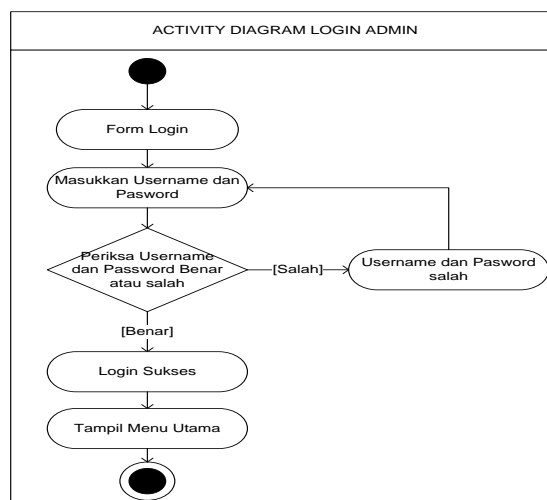 ACTIVITY DIAGRAM LOGIN ADMIN
Form Login
Masukkan Username dan
Pasword
Periksa Username
dan Password Benar
atau salah
[Salah]
Username dan Pasword
salah
[Benar]
Login Sukses
Tampil Menu Utama